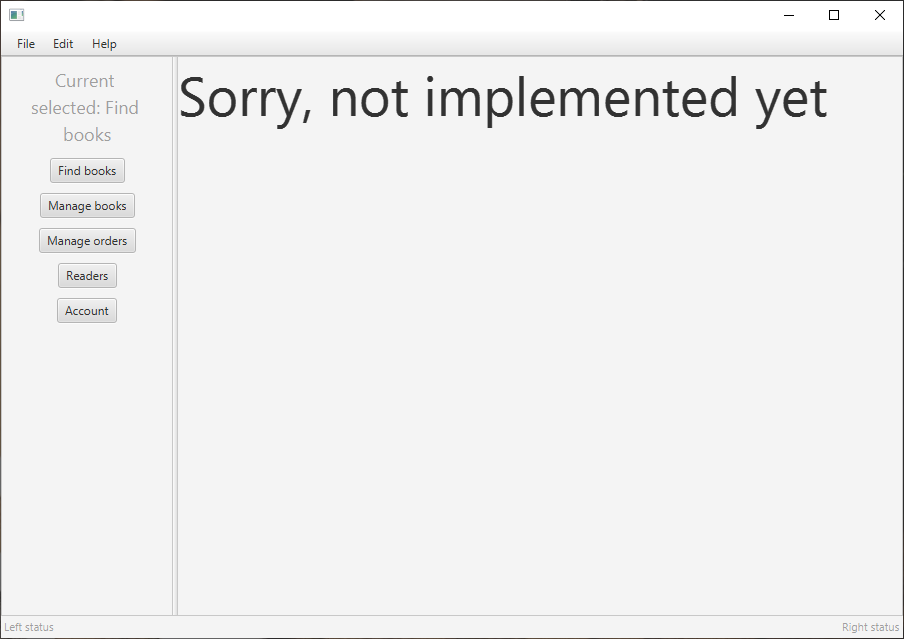 File Edit Help
Current
selected: Find
books
Find books
Manage books
Manage orders
Readers
Account
Sorry, not implemented yet
Left status
Right status